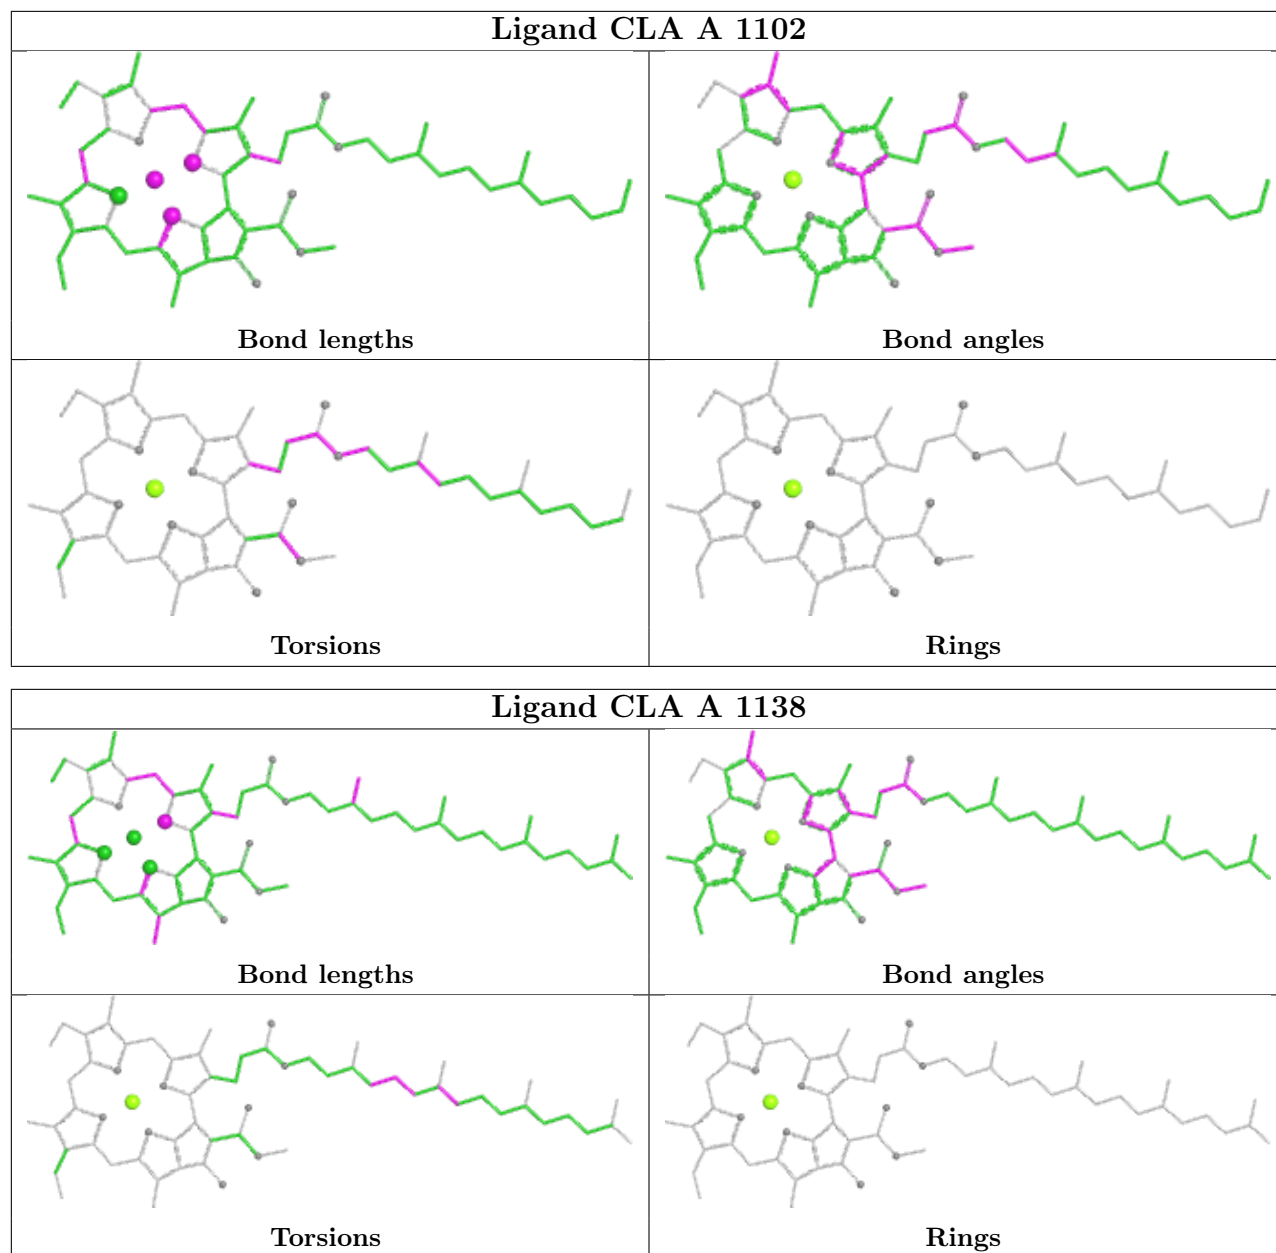 Ligand CLA A 1102
Bond lengths
Bond angles
Torsions
Rings
Ligand CLA A 1138
Bond lengths
Bond angles
Torsions
Rings